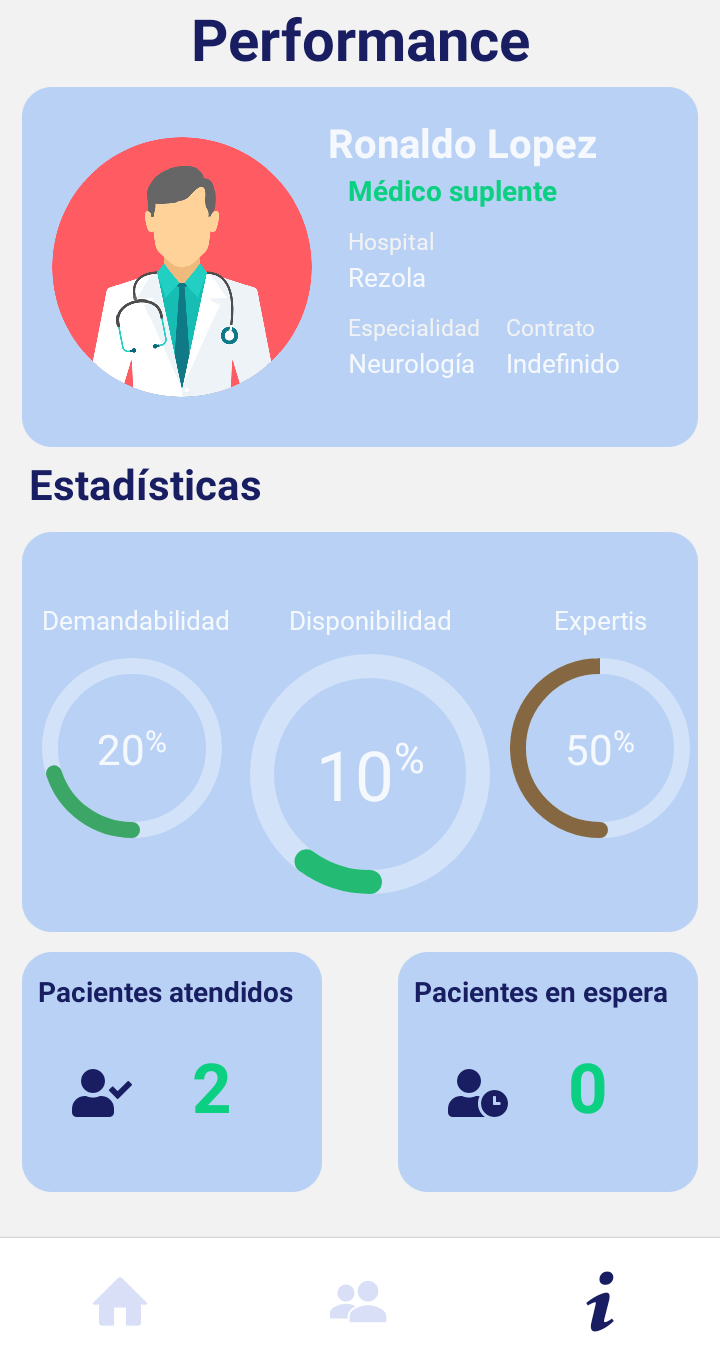 Performance
Ronaldo Lopez
Médico suplente
Hospital
Rezola
Especialidad Contrato
Neurología Indefinido
Estadísticas
Demandabilidad Disponibilidad Expertis
20% 10% 50%
Pacientes atendidos Pacientes en espera
2 0